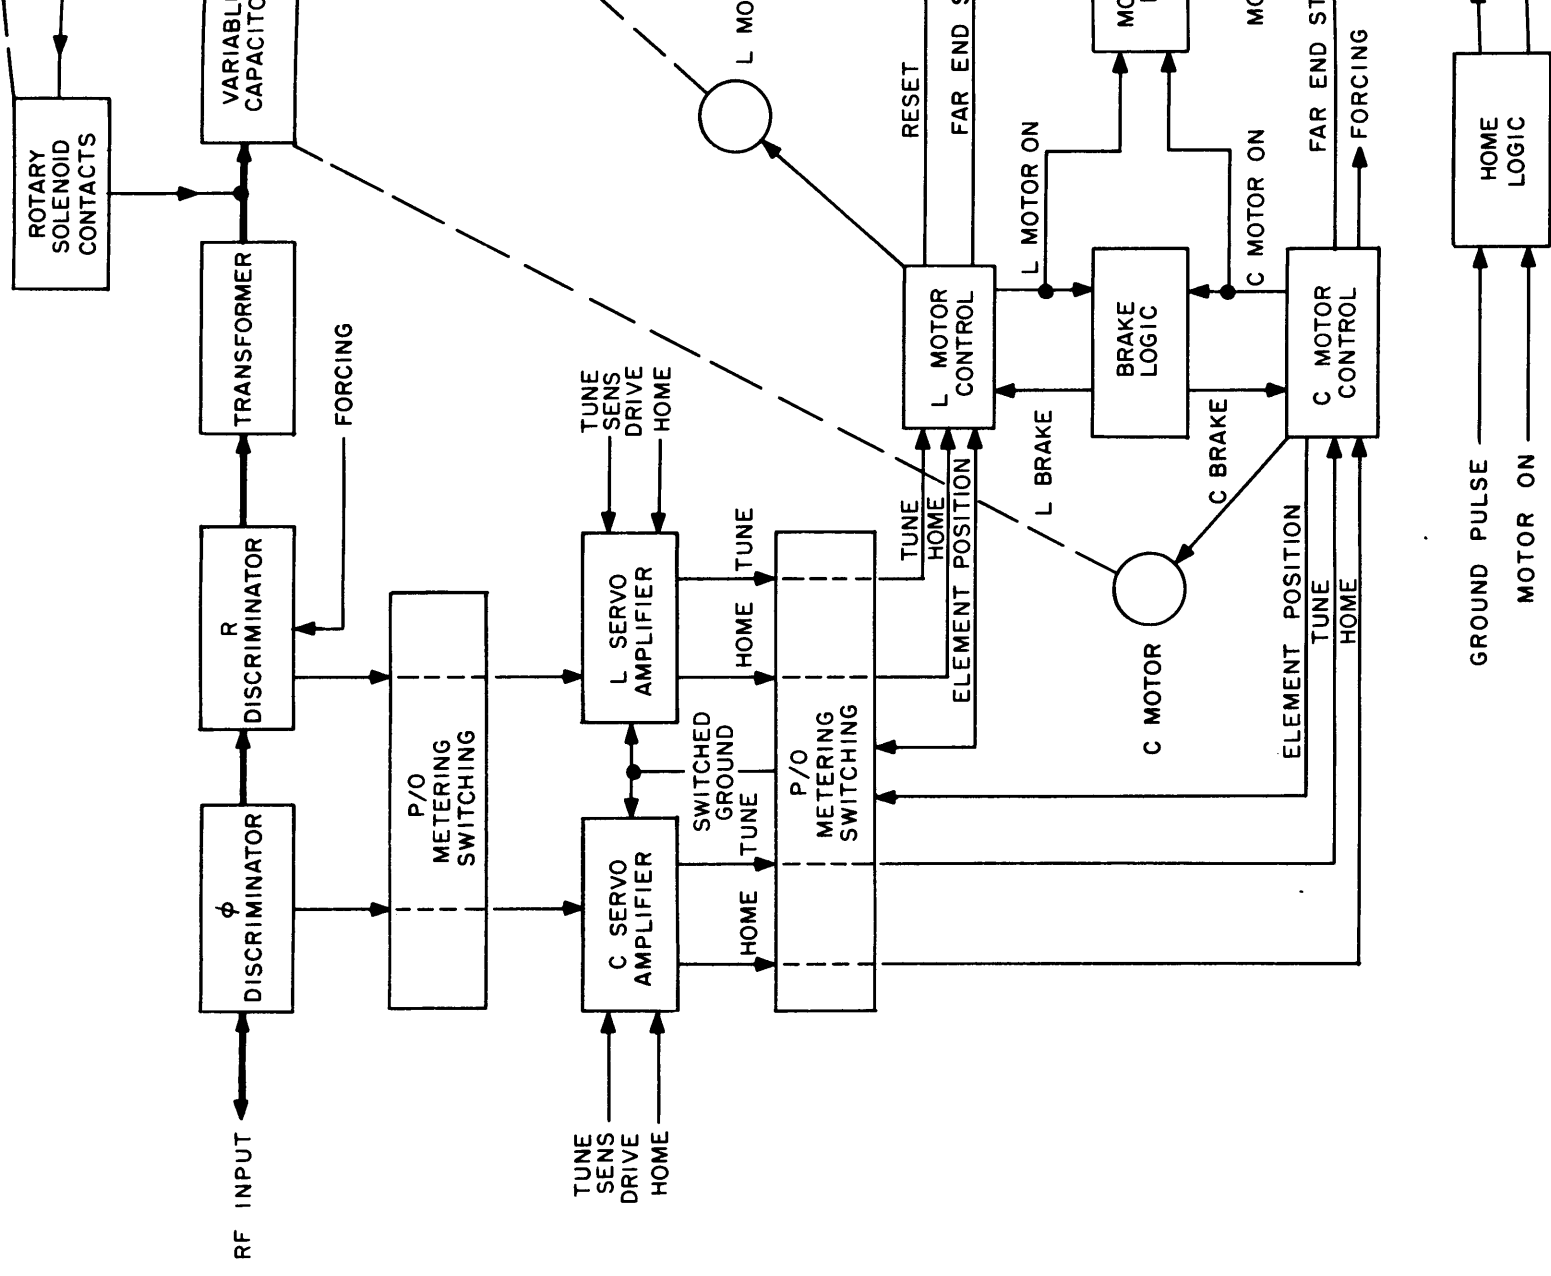 ROTARY
SOLENOID
CONTACTS
TRANSFORMER
FORCING
R
DISCRIMINATOR
ϕ
DISCRIMINATOR
RF INPUT
P/O
METERING
SWITCHING
TUNE
SENS
DRIVE
HOME
L SERVO
AMPLIFIER
TUNE
HOME
SWITCHED
GROUND
C SERVO
AMPLIFIER
TUNE
HOME
TUNE
SENS
DRIVE
HOME
P/O
METERING
SWITCHING
RESET
FAR END
L MOTOR
CONTROL
TUNE
HOME
ELEMENT POSITION
L MOTOR ON
L BRAKE
BRAKE
LOGIC
C MOTOR ON
C BRAKE
C MOTOR
C MOTOR
CONTROL
FAR END
FORCING
ELEMENT POSITION
TUNE
HOME
HOME
LOGIC
GROUND PULSE
MOTOR ON